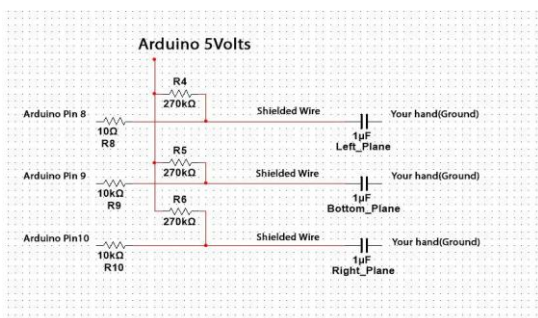 Arduino 5Volts
R4
270kΩ
Arduino Pin 8
Shielded Wire
Your hand(Ground)
10Ω
R8
1µF
Left_Plane
R5
270kΩ
Arduino Pin 9
Shielded Wire
Your hand(Ground)
10kΩ
R9
1µF
Bottom_Plane
R6
270kΩ
Arduino Pin10
Shielded Wire
Your hand(Ground)
10kΩ
R10
1µF
Right_Plane